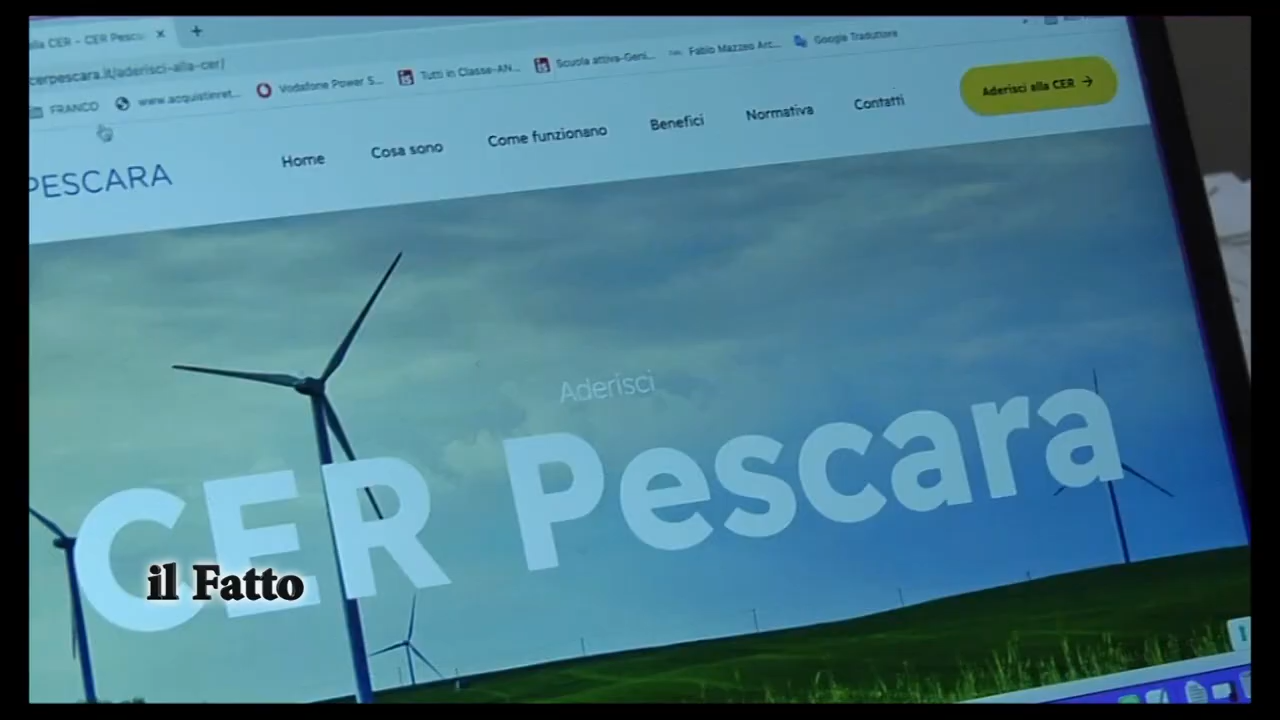 alla CER - CER Pesca
cerpescara.it/aderisci-alla-cer/
FRANCO
www.acquistinret...
Vodafone Power S...
Tutti in Classe-AN...
Scuola attiva-Geni...
Fabio Mazzeo Arc...
Google Traduttore
PESCARA
Home
Cosa sono
Come funzionano
Benefici
Normativa
Contatti
Aderisci alla CER →
Aderisci
CER Pescara
il Fatto